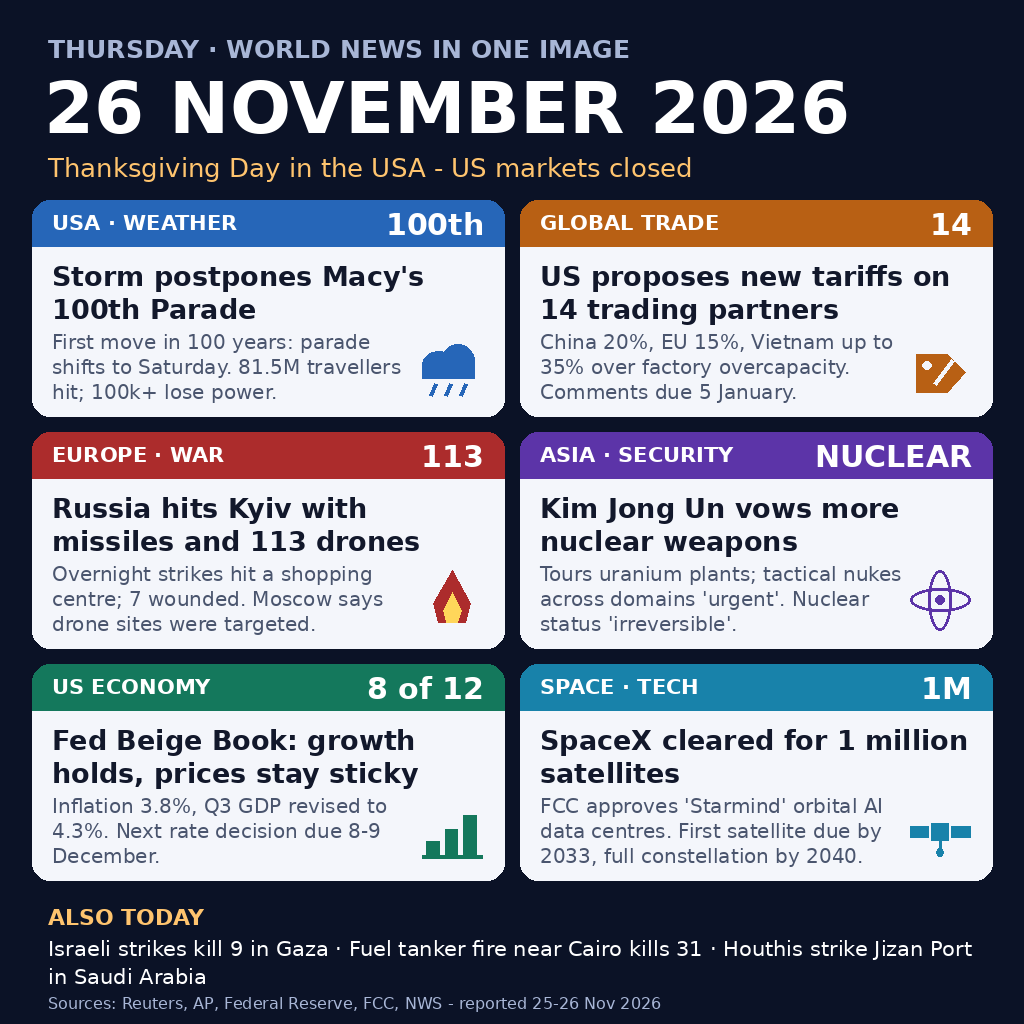 THURSDAY · WORLD NEWS IN ONE IMAGE
26 NOVEMBER 2026
Thanksgiving Day in the USA - US markets closed
USA · WEATHER 100th
Storm postpones Macy's
100th Parade
First move in 100 years: parade
shifts to Saturday. 81.5M travellers
hit; 100k+ lose power.
GLOBAL TRADE 14
US proposes new tariffs on
14 trading partners
China 20%, EU 15%, Vietnam up to
35% over factory overcapacity.
Comments due 5 January.
EUROPE · WAR 113
Russia hits Kyiv with
missiles and 113 drones
Overnight strikes hit a shopping
centre; 7 wounded. Moscow says
drone sites were targeted.
ASIA · SECURITY NUCLEAR
Kim Jong Un vows more
nuclear weapons
Tours uranium plants; tactical nukes
across domains 'urgent'. Nuclear
status 'irreversible'.
US ECONOMY 8 of 12
Fed Beige Book: growth
holds, prices stay sticky
Inflation 3.8%, Q3 GDP revised to
4.3%. Next rate decision due 8-9
December.
SPACE · TECH 1M
SpaceX cleared for 1 million
satellites
FCC approves 'Starmind' orbital AI
data centres. First satellite due by
2033, full constellation by 2040.
ALSO TODAY
Israeli strikes kill 9 in Gaza · Fuel tanker fire near Cairo kills 31 · Houthis strike Jizan Port
in Saudi Arabia
Sources: Reuters, AP, Federal Reserve, FCC, NWS - reported 25-26 Nov 2026